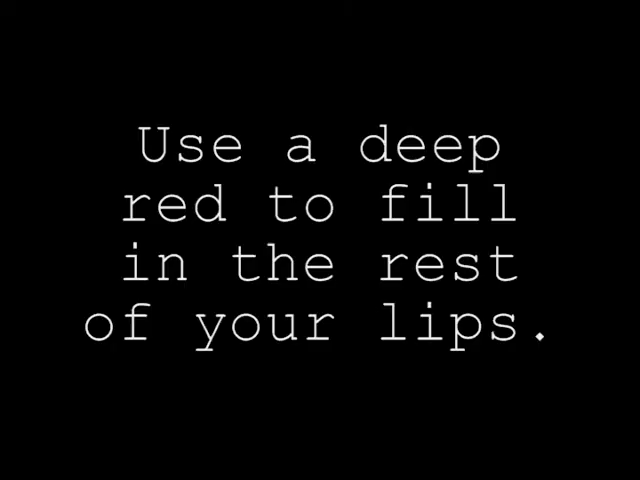 Use a deep
red to fill
in the rest
of your lips.